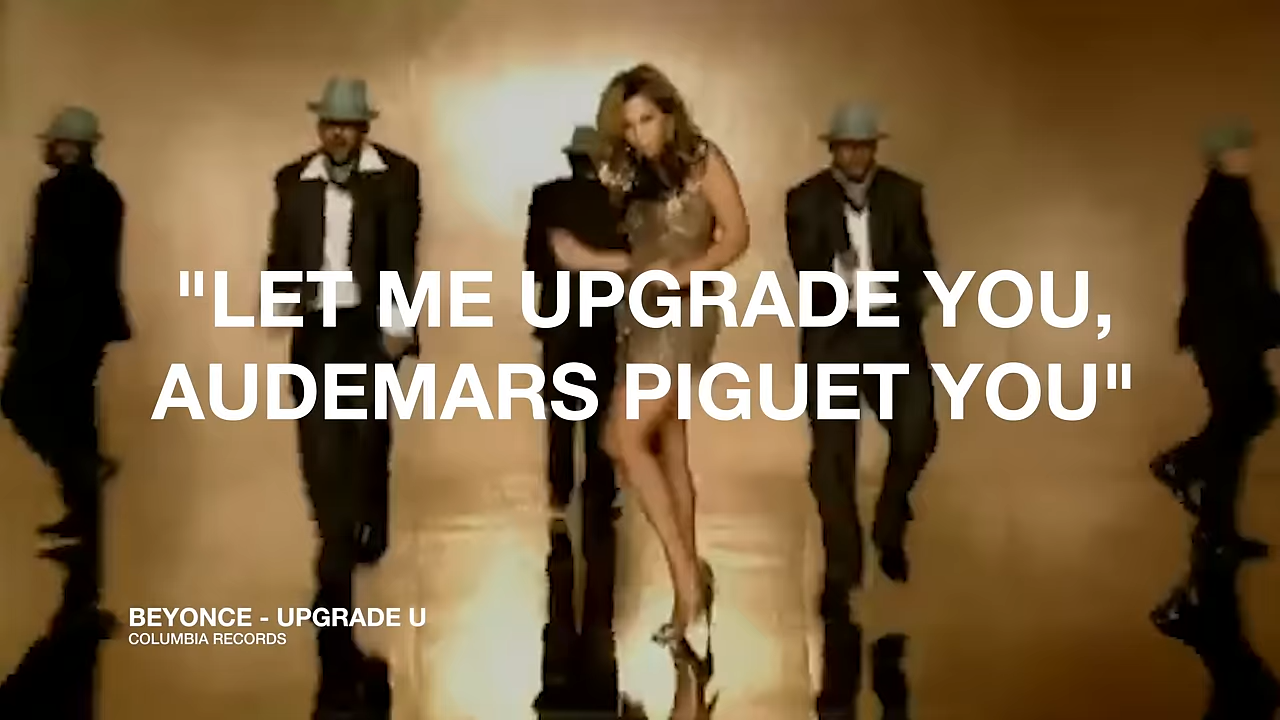 "LET ME UPGRADE YOU,
AUDEMARS PIGUET YOU"
BEYONCE - UPGRADE U
COLUMBIA RECORDS